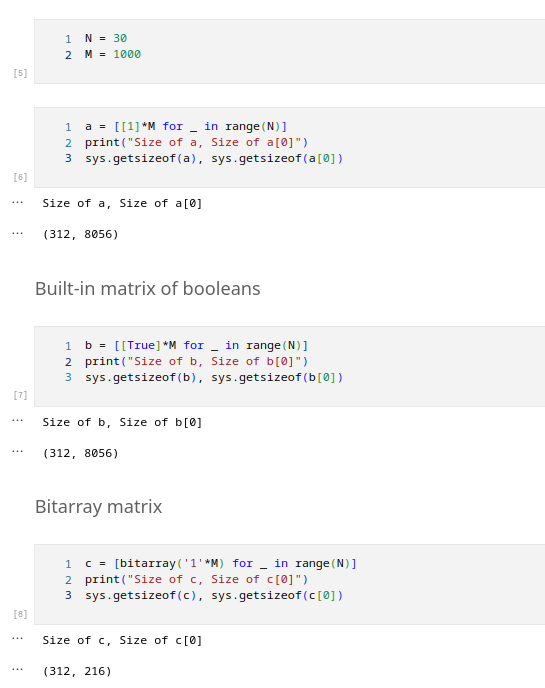 1 N = 30
2 M = 1000
[5]
1 a = [[1]*M for _ in range(N)]
2 print("Size of a, Size of a[0]")
3 sys.getsizeof(a), sys.getsizeof(a[0])
[6]
... Size of a, Size of a[0]
... (312, 8056)
Built-in matrix of booleans
1 b = [[True]*M for _ in range(N)]
2 print("Size of b, Size of b[0]")
3 sys.getsizeof(b), sys.getsizeof(b[0])
[7]
... Size of b, Size of b[0]
... (312, 8056)
Bitarray matrix
1 c = [bitarray('1'*M) for _ in range(N)]
2 print("Size of c, Size of c[0]")
3 sys.getsizeof(c), sys.getsizeof(c[0])
[8]
... Size of c, Size of c[0]
... (312, 216)